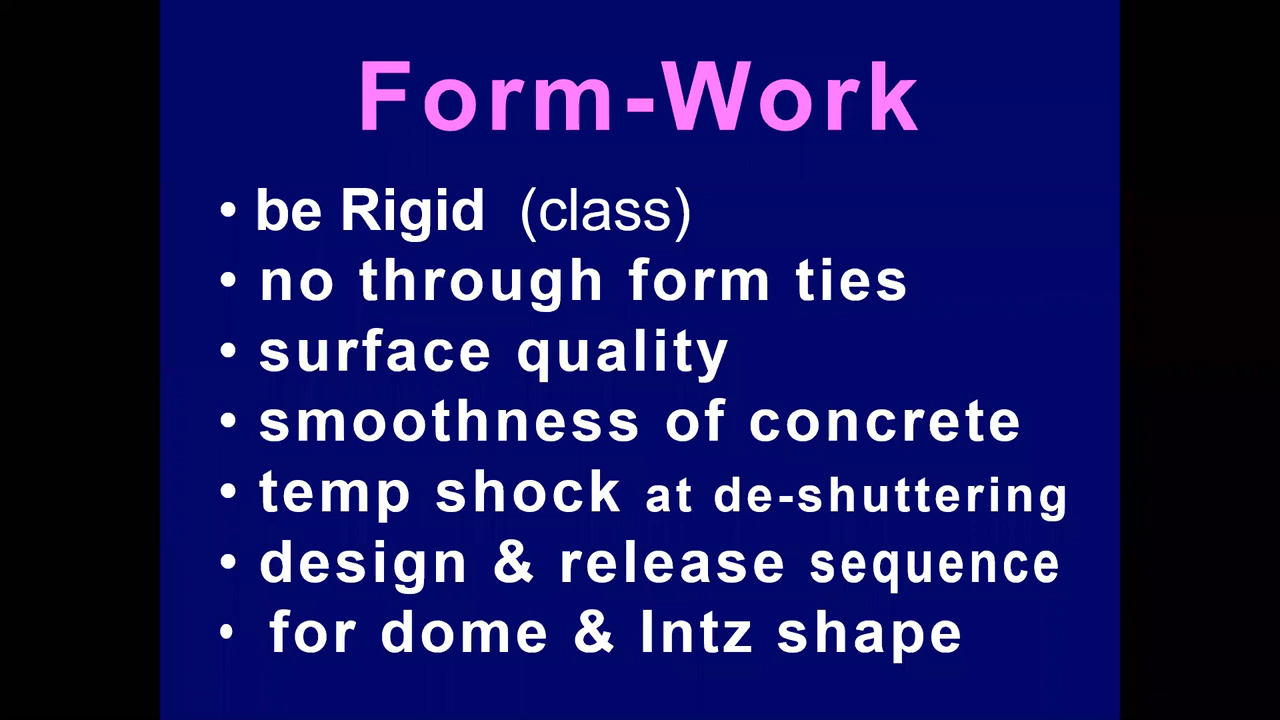 Form-Work
• be Rigid (class)
• no through form ties
• surface quality
• smoothness of concrete
• temp shock at de-shuttering
• design & release sequence
• for dome & Intz shape